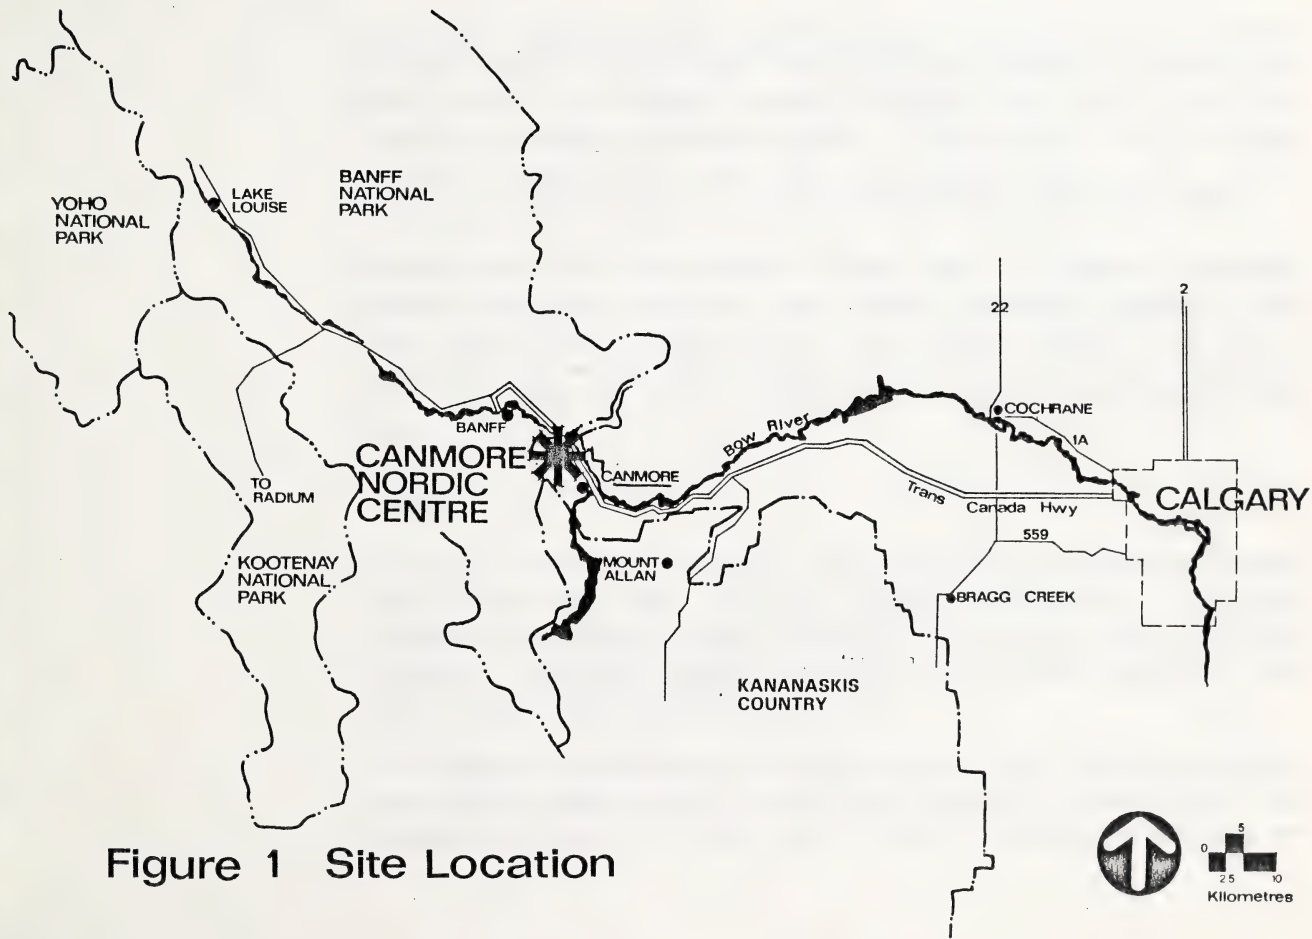 YOHO
NATIONAL
PARK
LAKE
LOUISE
BANFF
NATIONAL
PARK
22
2
BANFF
CANMORE
NORDIC
CENTRE
TO
RADIUM
KOOTENAY
NATIONAL
PARK
CANMORE
Bow River
COCHRANE
1A
Trans Canada Hwy
CALGARY
559
MOUNT
ALLAN
BRAGG CREEK
KANANASKIS
COUNTRY
Figure 1 Site Location
5
0
2.5 10
Kilometres